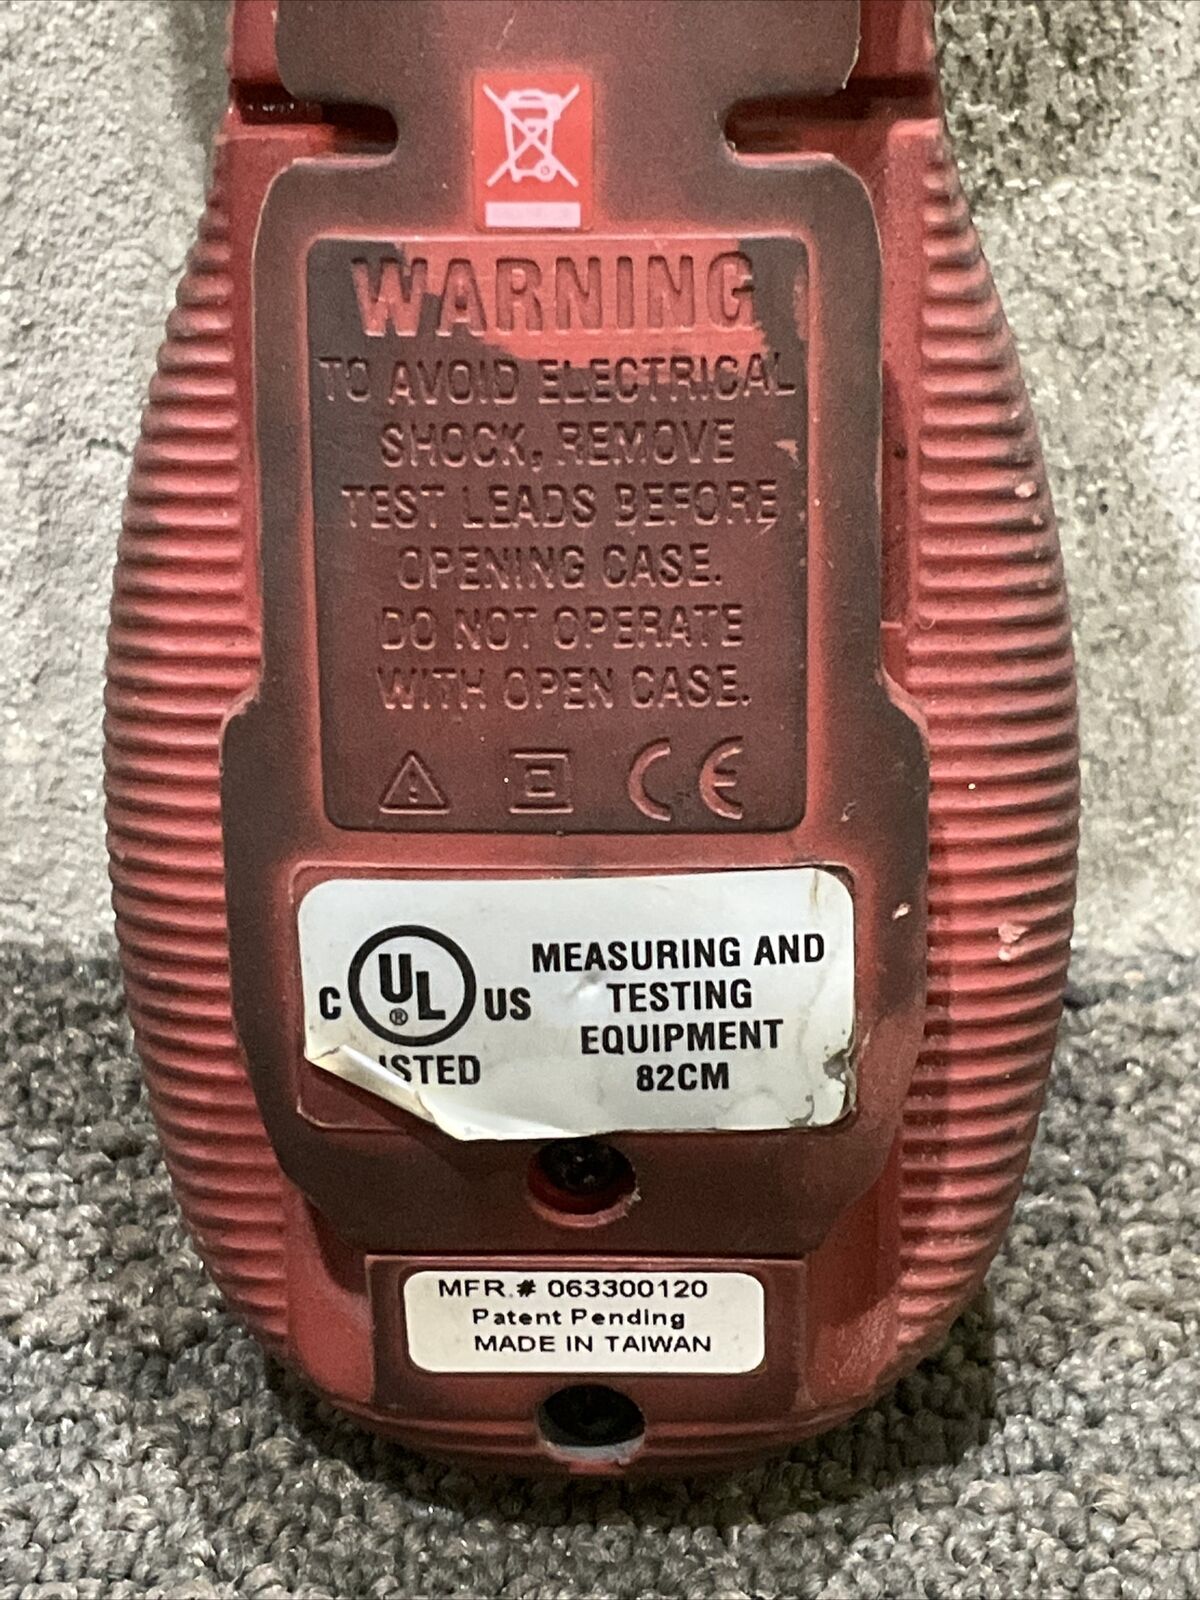 WARNING
TO AVOID ELECTRICAL
SHOCK, REMOVE
TEST LEADS BEFORE
OPENING CASE.
DO NOT OPERATE
WITH OPEN CASE.
CE
C UL ® US
MEASURING AND
TESTING
EQUIPMENT
82CM
MFR.# 063300120
Patent Pending
MADE IN TAIWAN